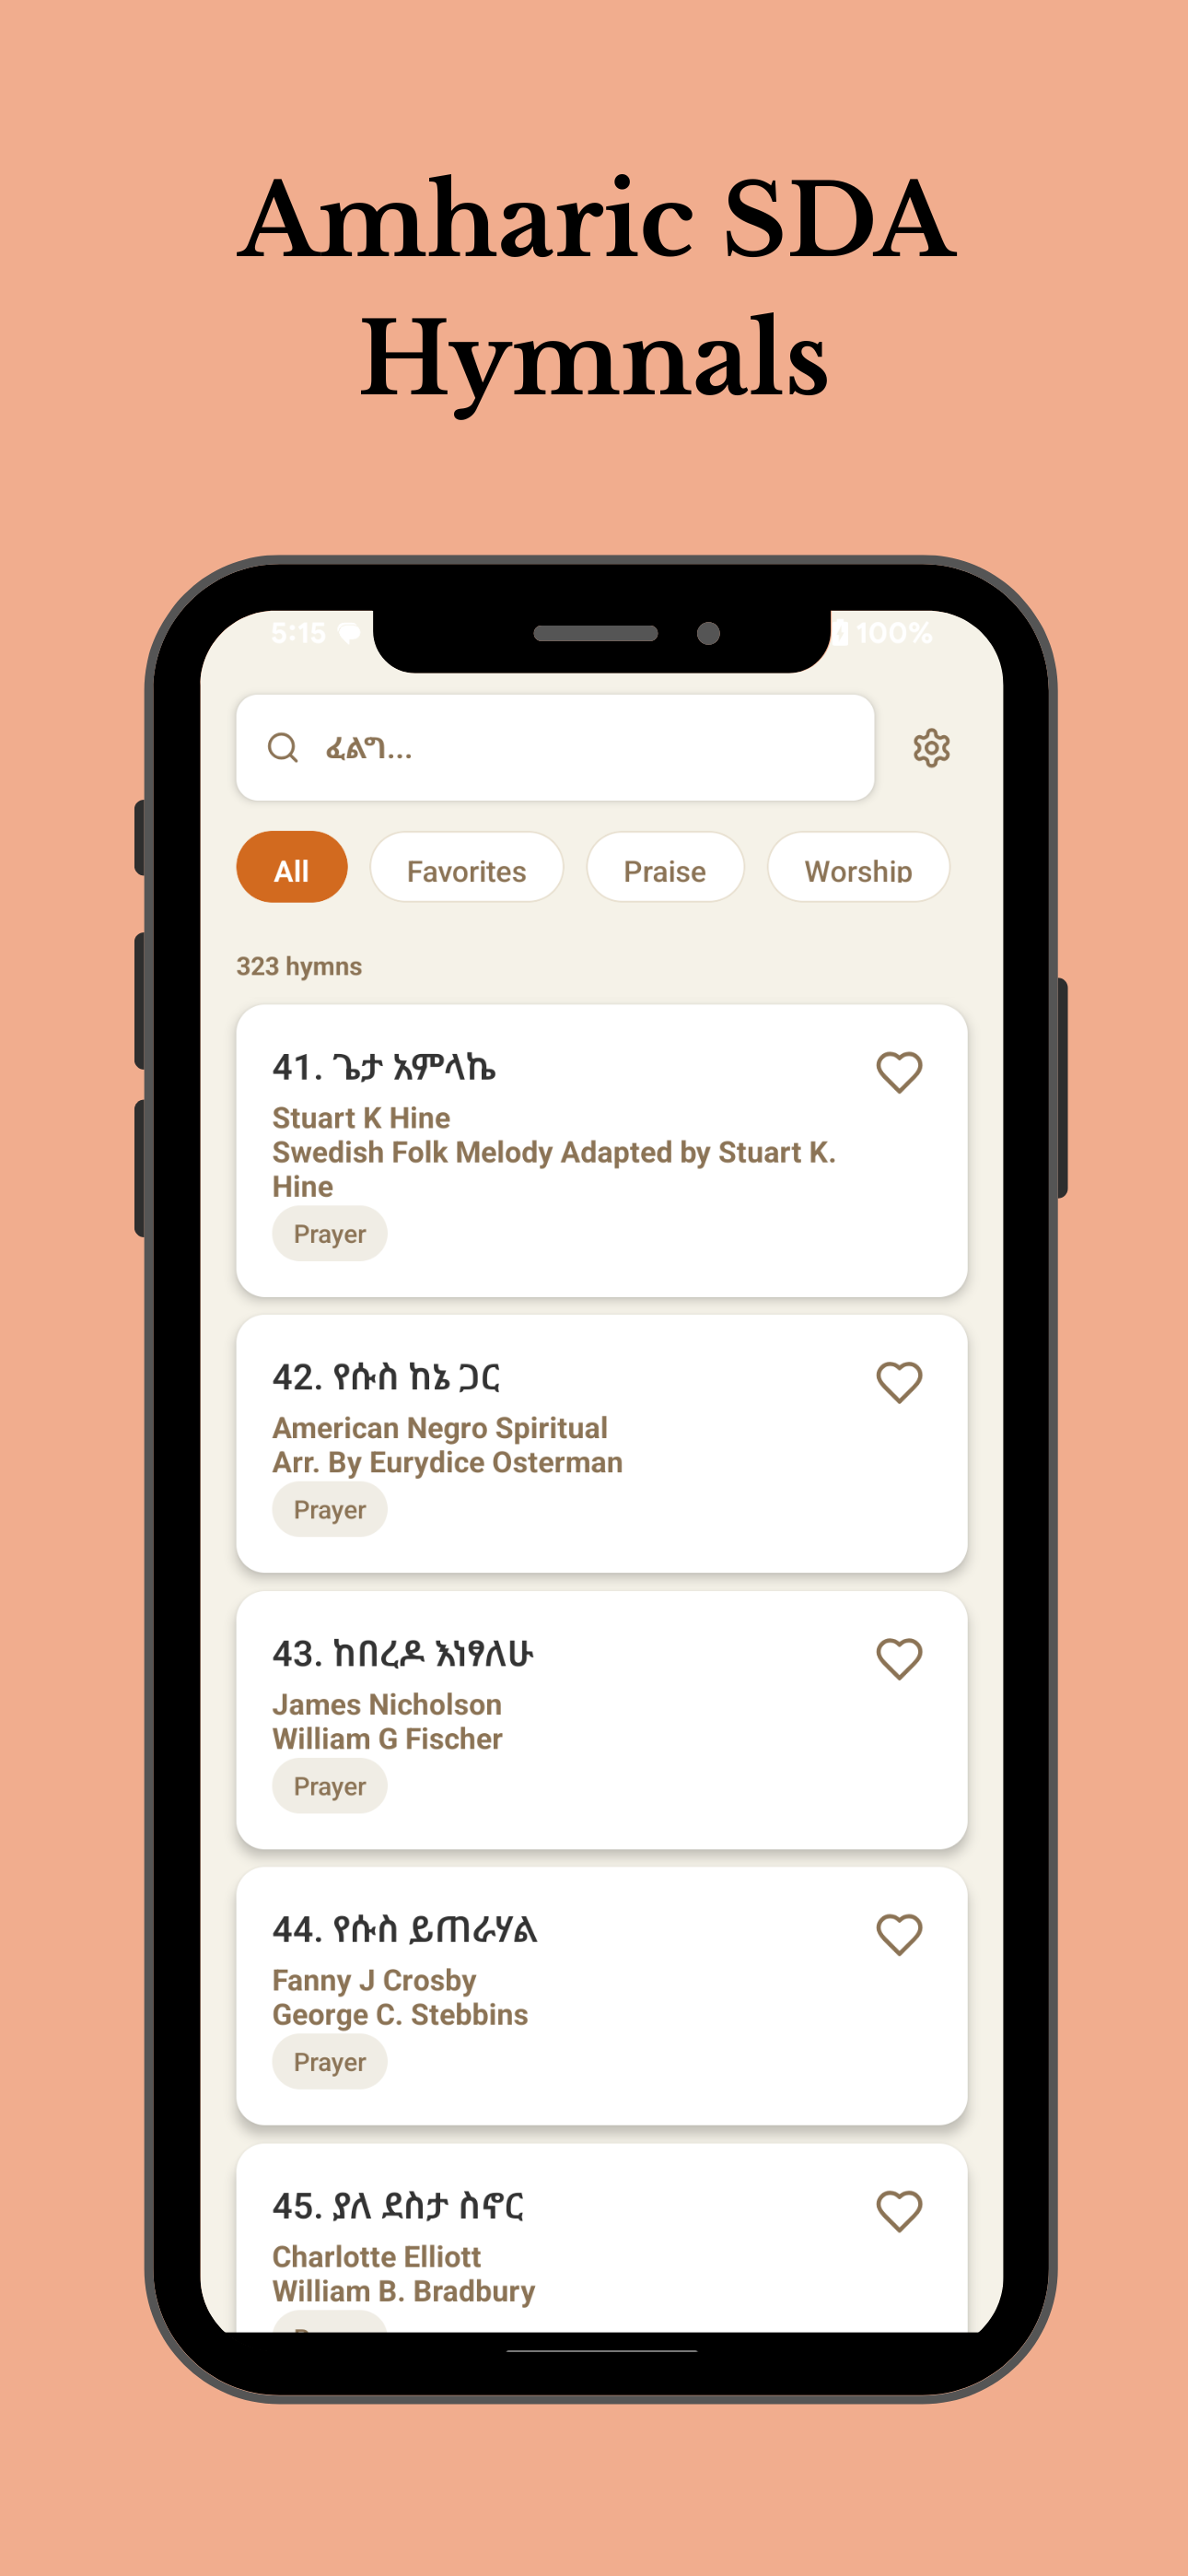 Amharic SDA
Hymnals
5:15
100%
ፈልግ...
All
Favorites
Praise
Worship
323 hymns
41. ጌታ አምላኬ
Stuart K Hine
Swedish Folk Melody Adapted by Stuart K.
Hine
Prayer
42. የሱስ ከኔ ጋር
American Negro Spiritual
Arr. By Eurydice Osterman
Prayer
43. ከበረዶ እነፃለሁ
James Nicholson
William G Fischer
Prayer
44. የሱስ ይጠራሃል
Fanny J Crosby
George C. Stebbins
Prayer
45. ያለ ደስታ ስኖር
Charlotte Elliott
William B. Bradbury